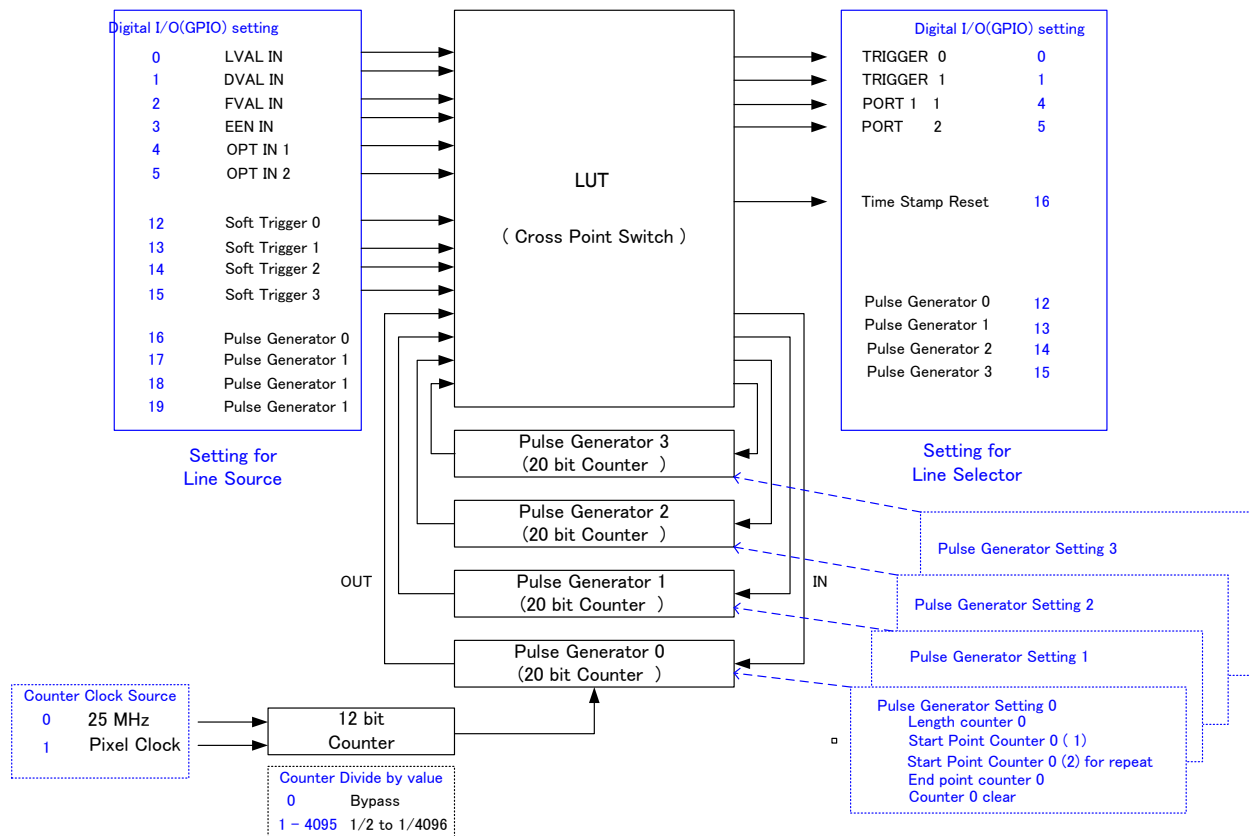 Digital I/O(GPIO) setting
0 LVAL IN
1 DVAL IN
2 FVAL IN
3 EEN IN
4 OPT IN 1
5 OPT IN 2
12 Soft Trigger 0
13 Soft Trigger 1
14 Soft Trigger 2
15 Soft Trigger 3
16 Pulse Generator 0
17 Pulse Generator 1
18 Pulse Generator 1
19 Pulse Generator 1
Setting for
Line Source
LUT
( Cross Point Switch )
Digital I/O(GPIO) setting
TRIGGER 0 0
TRIGGER 1 1
PORT 1 1 4
PORT 2 5
Time Stamp Reset 16
Pulse Generator 0 12
Pulse Generator 1 13
Pulse Generator 2 14
Pulse Generator 3 15
Setting for
Line Selector
Pulse Generator 3
(20 bit Counter )
Pulse Generator 2
(20 bit Counter )
Pulse Generator 1
(20 bit Counter )
Pulse Generator 0
(20 bit Counter )
OUT
IN
Pulse Generator Setting 3
Pulse Generator Setting 2
Pulse Generator Setting 1
Pulse Generator Setting 0
Length counter 0
Start Point Counter 0 ( 1)
Start Point Counter 0 (2) for repeat
End point counter 0
Counter 0 clear
Counter Clock Source
0 25 MHz
1 Pixel Clock
12 bit
Counter
Counter Divide by value
0 Bypass
1 - 4095 1/2 to 1/4096